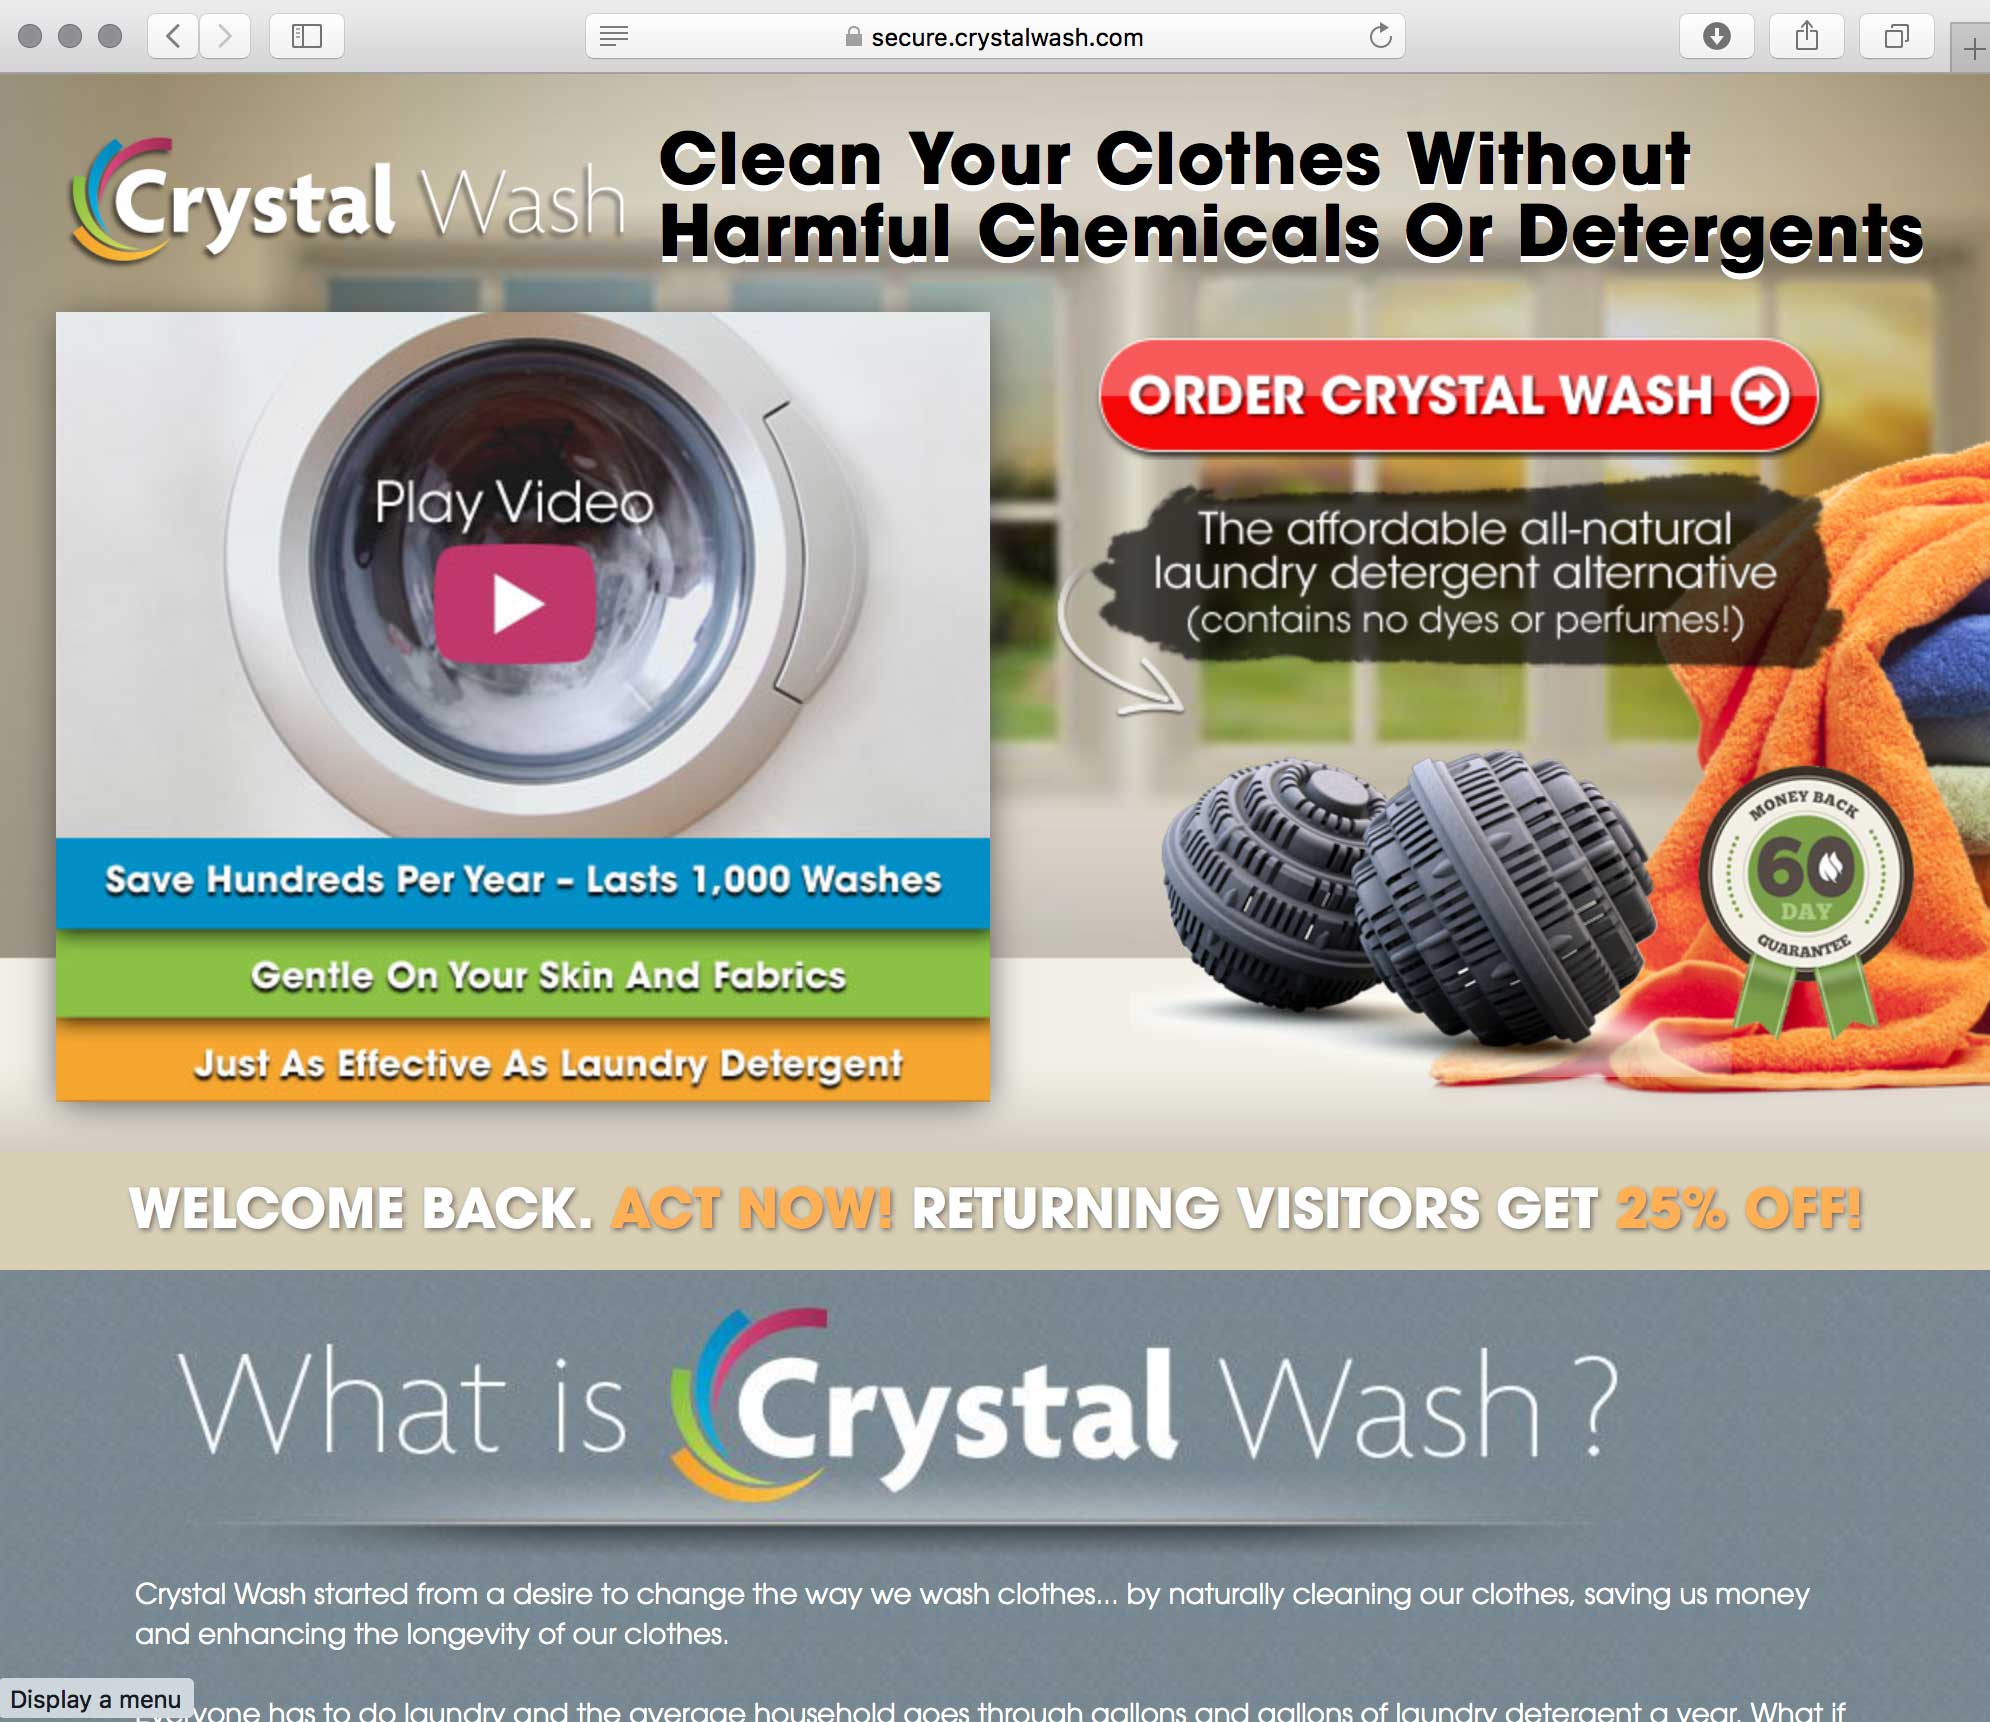 secure.crystalwash.com
Crystal Wash
Clean Your Clothes Without
Harmful Chemicals Or Detergents
Play Video
Save Hundreds Per Year – Lasts 1,000 Washes
Gentle On Your Skin And Fabrics
Just As Effective As Laundry Detergent
ORDER CRYSTAL WASH
The affordable all-natural
laundry detergent alternative
(contains no dyes or perfumes!)
MONEY BACK
60
DAY
GUARANTEE
WELCOME BACK. ACT NOW! RETURNING VISITORS GET 25% OFF!
What is Crystal Wash?
Crystal Wash started from a desire to change the way we wash clothes... by naturally cleaning our clothes, saving us money
and enhancing the longevity of our clothes.
Display a menu
has to do laundry and the average household goes through gallons and gallons of laundry detergent a year. What if